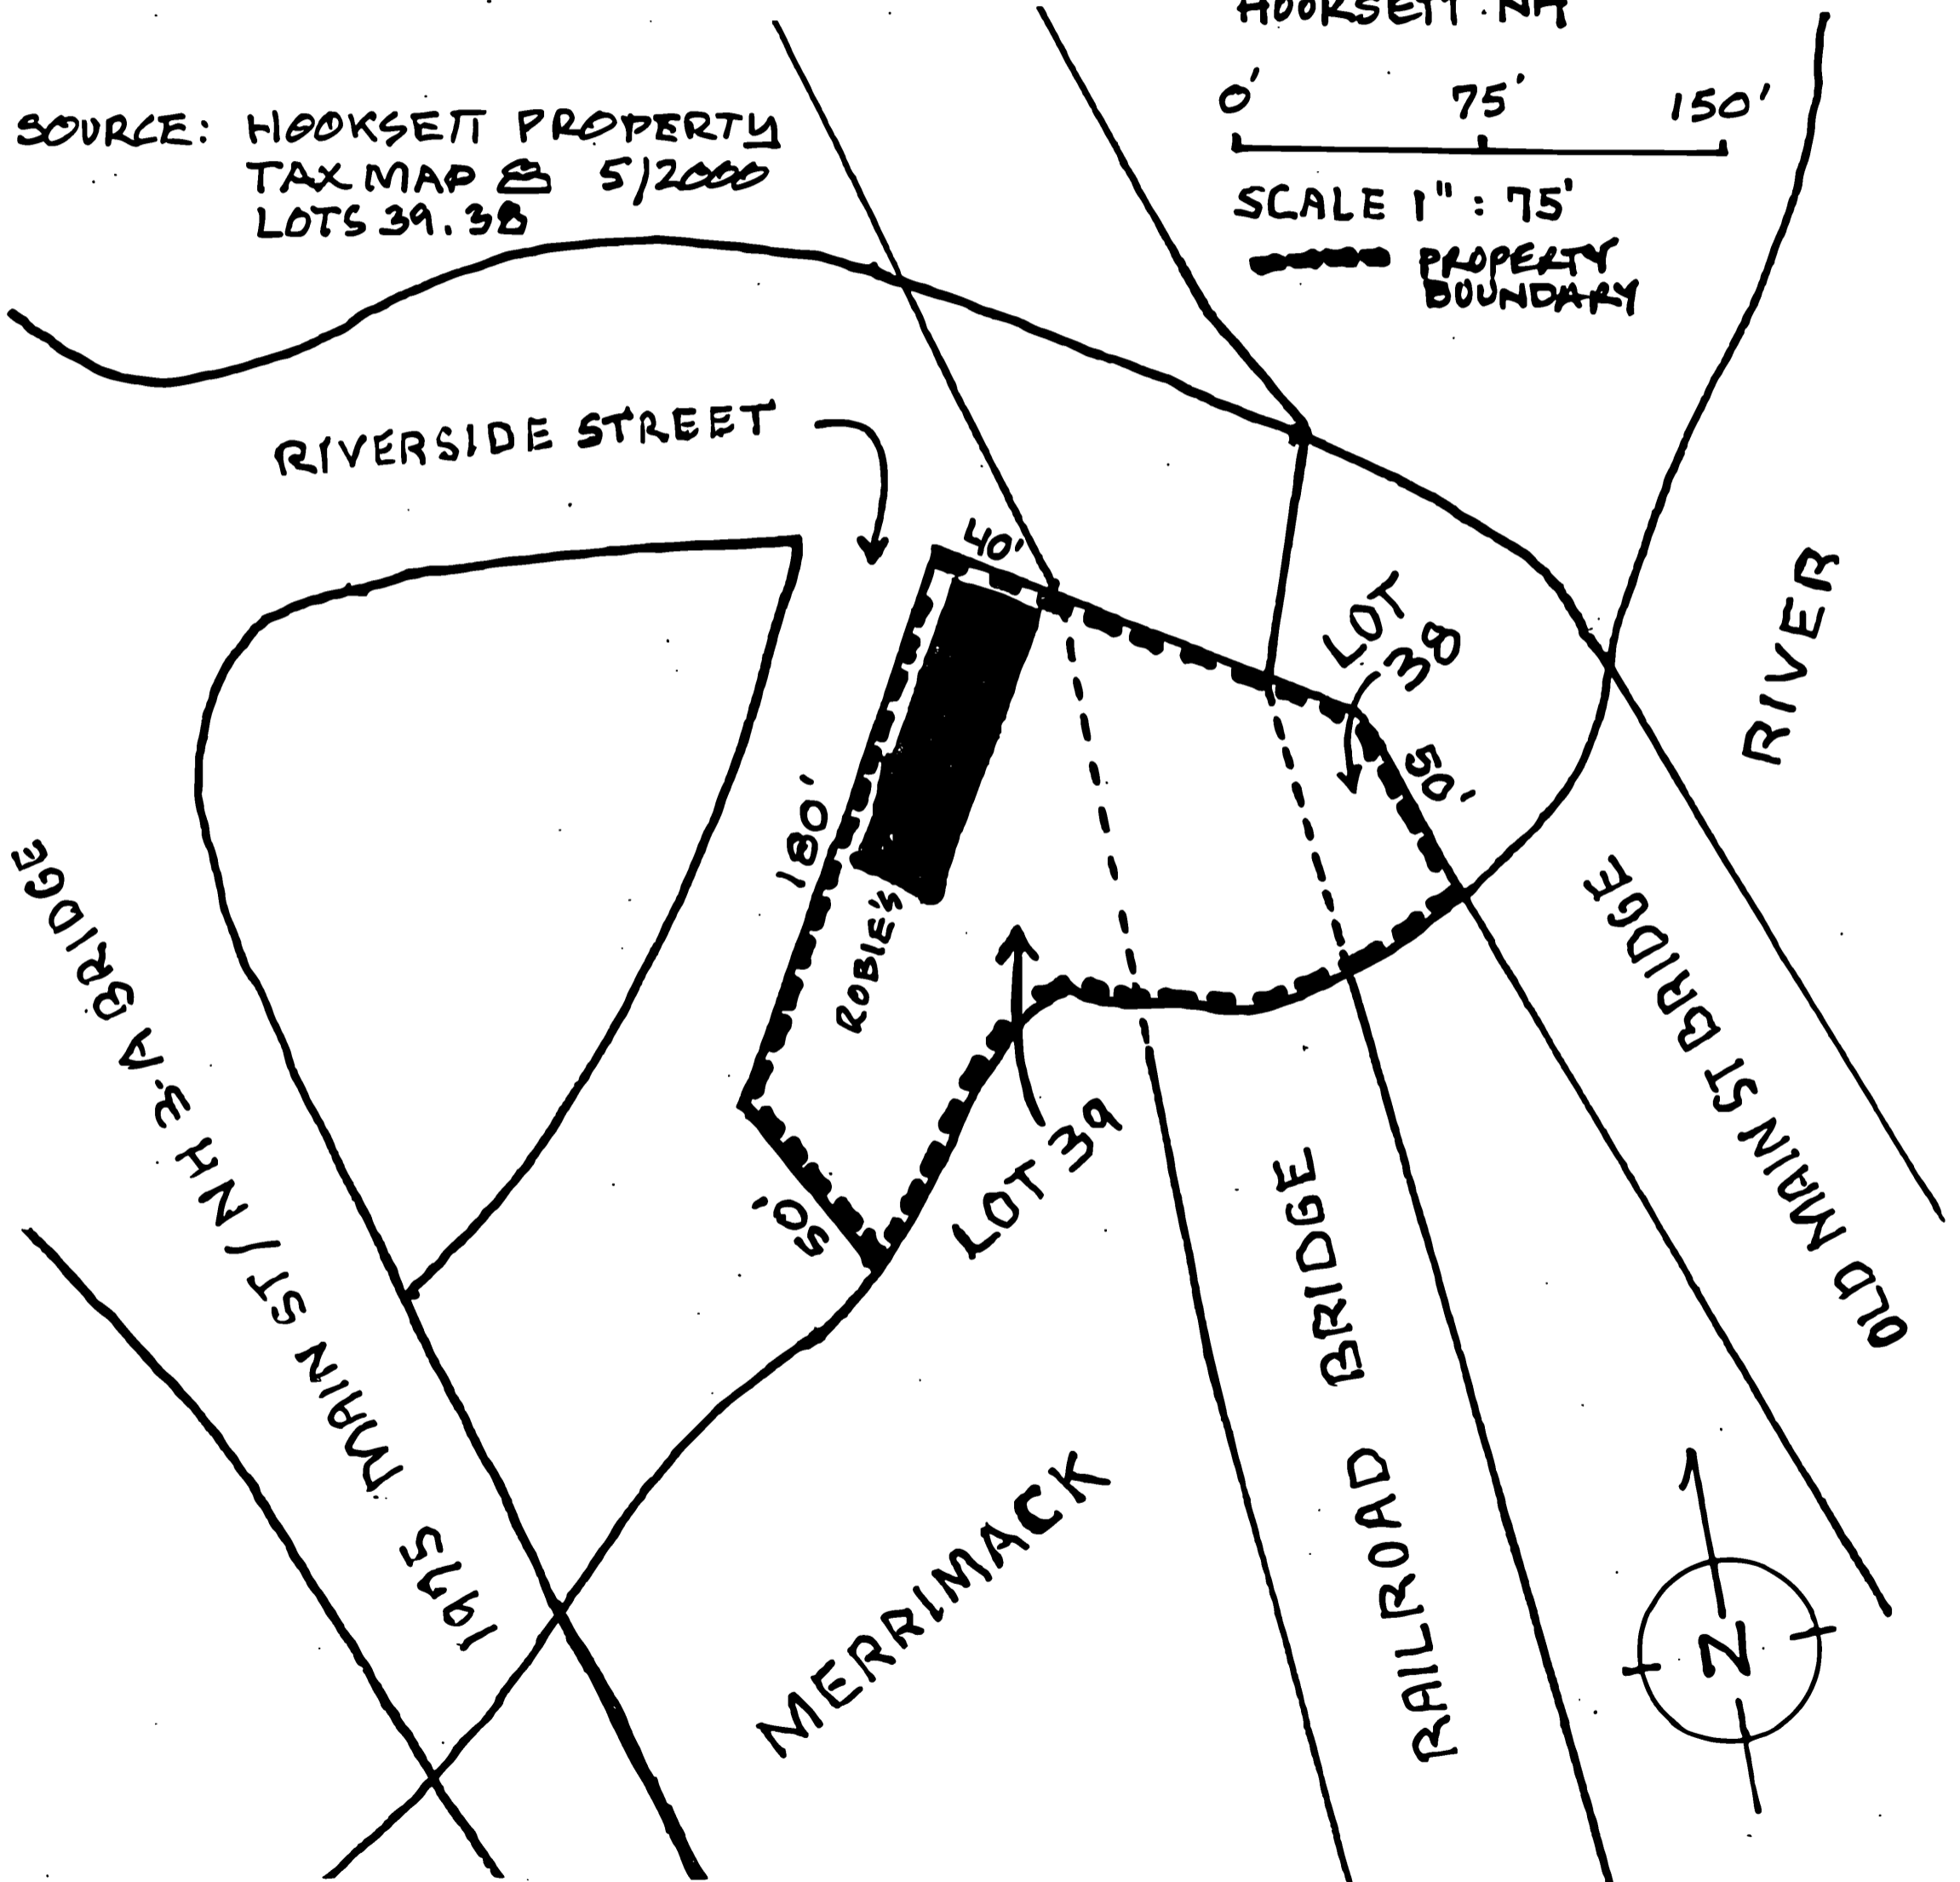 HOOKSETT. NH
0' 75' 150'
SCALE 1" : 75'
PROPERTY
BOUNDARY
SOURCE: HOOKSETT PROPERTY
TAX MAP 8 5/2000
LOTS 39.38
RIVERSIDE STREET
40'
LOT
38
50'
RIVER
180'
ROBIE'S
50'
LOT 39
1975 MAIN ST / NH 3-A BRIDGE
OLD MAIN ST BRIDGE
RAILROAD BRIDGE
MERRIMACK
N